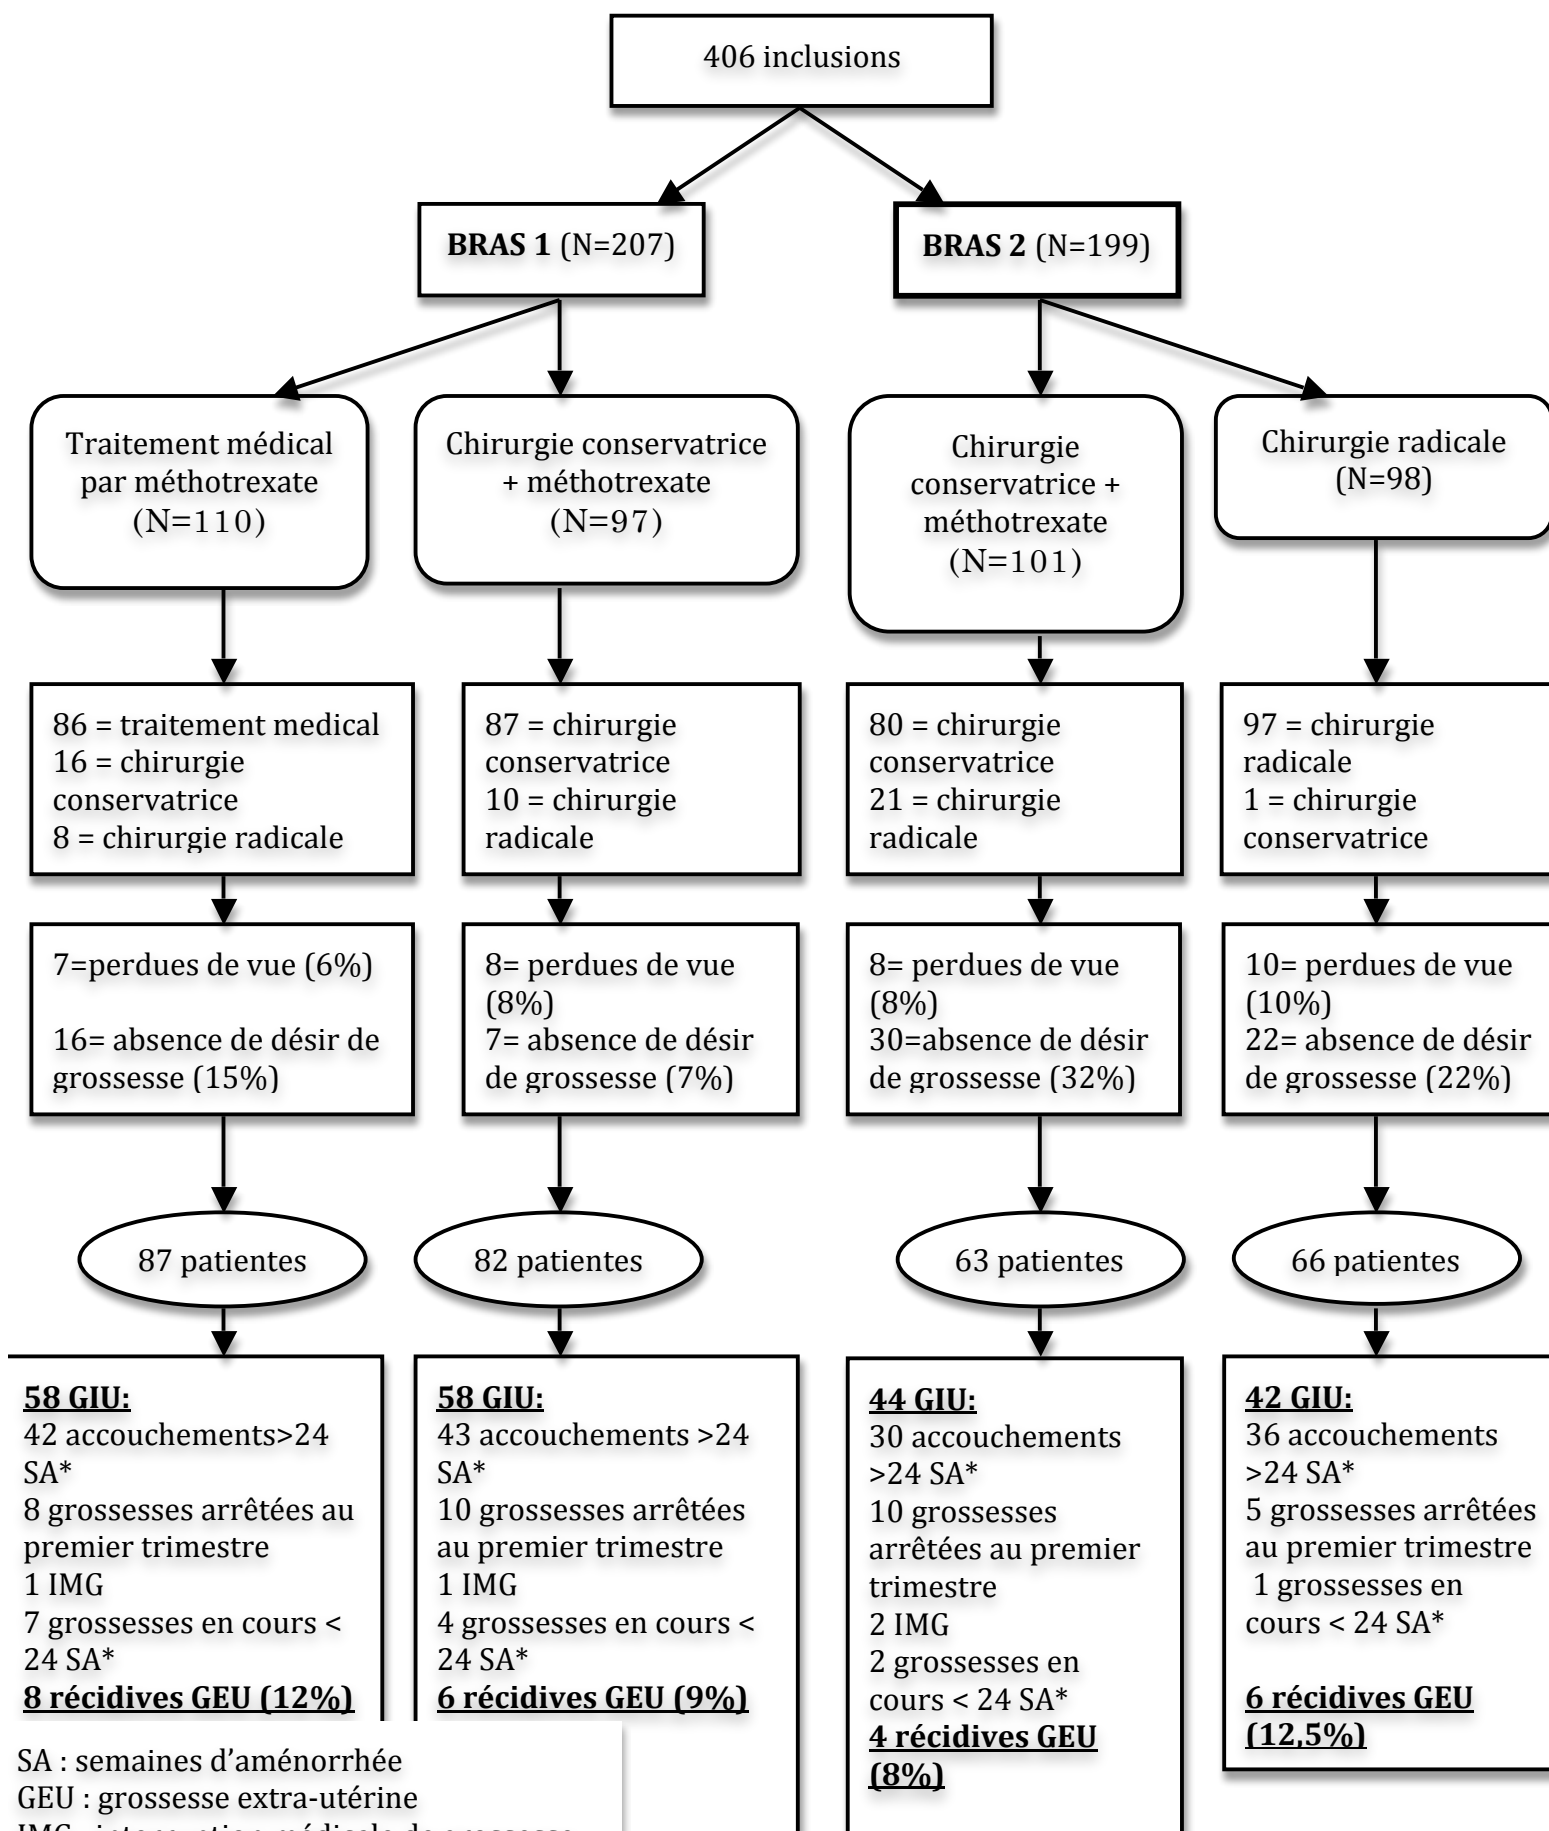 406 inclusions
BRAS 1 (N=207)
BRAS 2 (N=199)
Traitement médical
par méthotrexate
(N=110)
Chirurgie conservatrice
+ méthotrexate
(N=97)
Chirurgie
conservatrice +
méthotrexate
(N=101)
Chirurgie radicale
(N=98)
86 = traitement medical
16 = chirurgie
conservatrice
8 = chirurgie radicale
87 = chirurgie
conservatrice
10 = chirurgie
radicale
80 = chirurgie
conservatrice
21 = chirurgie
radicale
97 = chirurgie
radicale
1 = chirurgie
conservatrice
7=perdues de vue (6%)
16= absence de désir de
grossesse (15%)
8= perdues de vue
(8%)
7= absence de désir
de grossesse (7%)
8= perdues de vue
(8%)
30=absence de désir
de grossesse (32%)
10= perdues de vue
(10%)
22= absence de désir
de grossesse (22%)
87 patientes
82 patientes
63 patientes
66 patientes
58 GIU:
42 accouchements>24
SA*
8 grossesses arrêtées au
premier trimestre
1 IMG
7 grossesses en cours <
24 SA*
8 récidives GEU (12%)
58 GIU:
43 accouchements >24
SA*
10 grossesses arrêtées
au premier trimestre
1 IMG
4 grossesses en cours <
24 SA*
6 récidives GEU (9%)
44 GIU:
30 accouchements
>24 SA*
10 grossesses
arrêtées au premier
trimestre
2 IMG
2 grossesses en
cours < 24 SA*
4 récidives GEU
(8%)
42 GIU:
36 accouchements
>24 SA*
5 grossesses arrêtées
au premier trimestre
1 grossesses en
cours < 24 SA*
6 récidives GEU
(12,5%)
SA : semaines d'aménorrhée
GEU : grossesse extra-utérine
IMG : interruption médicale de grossesse